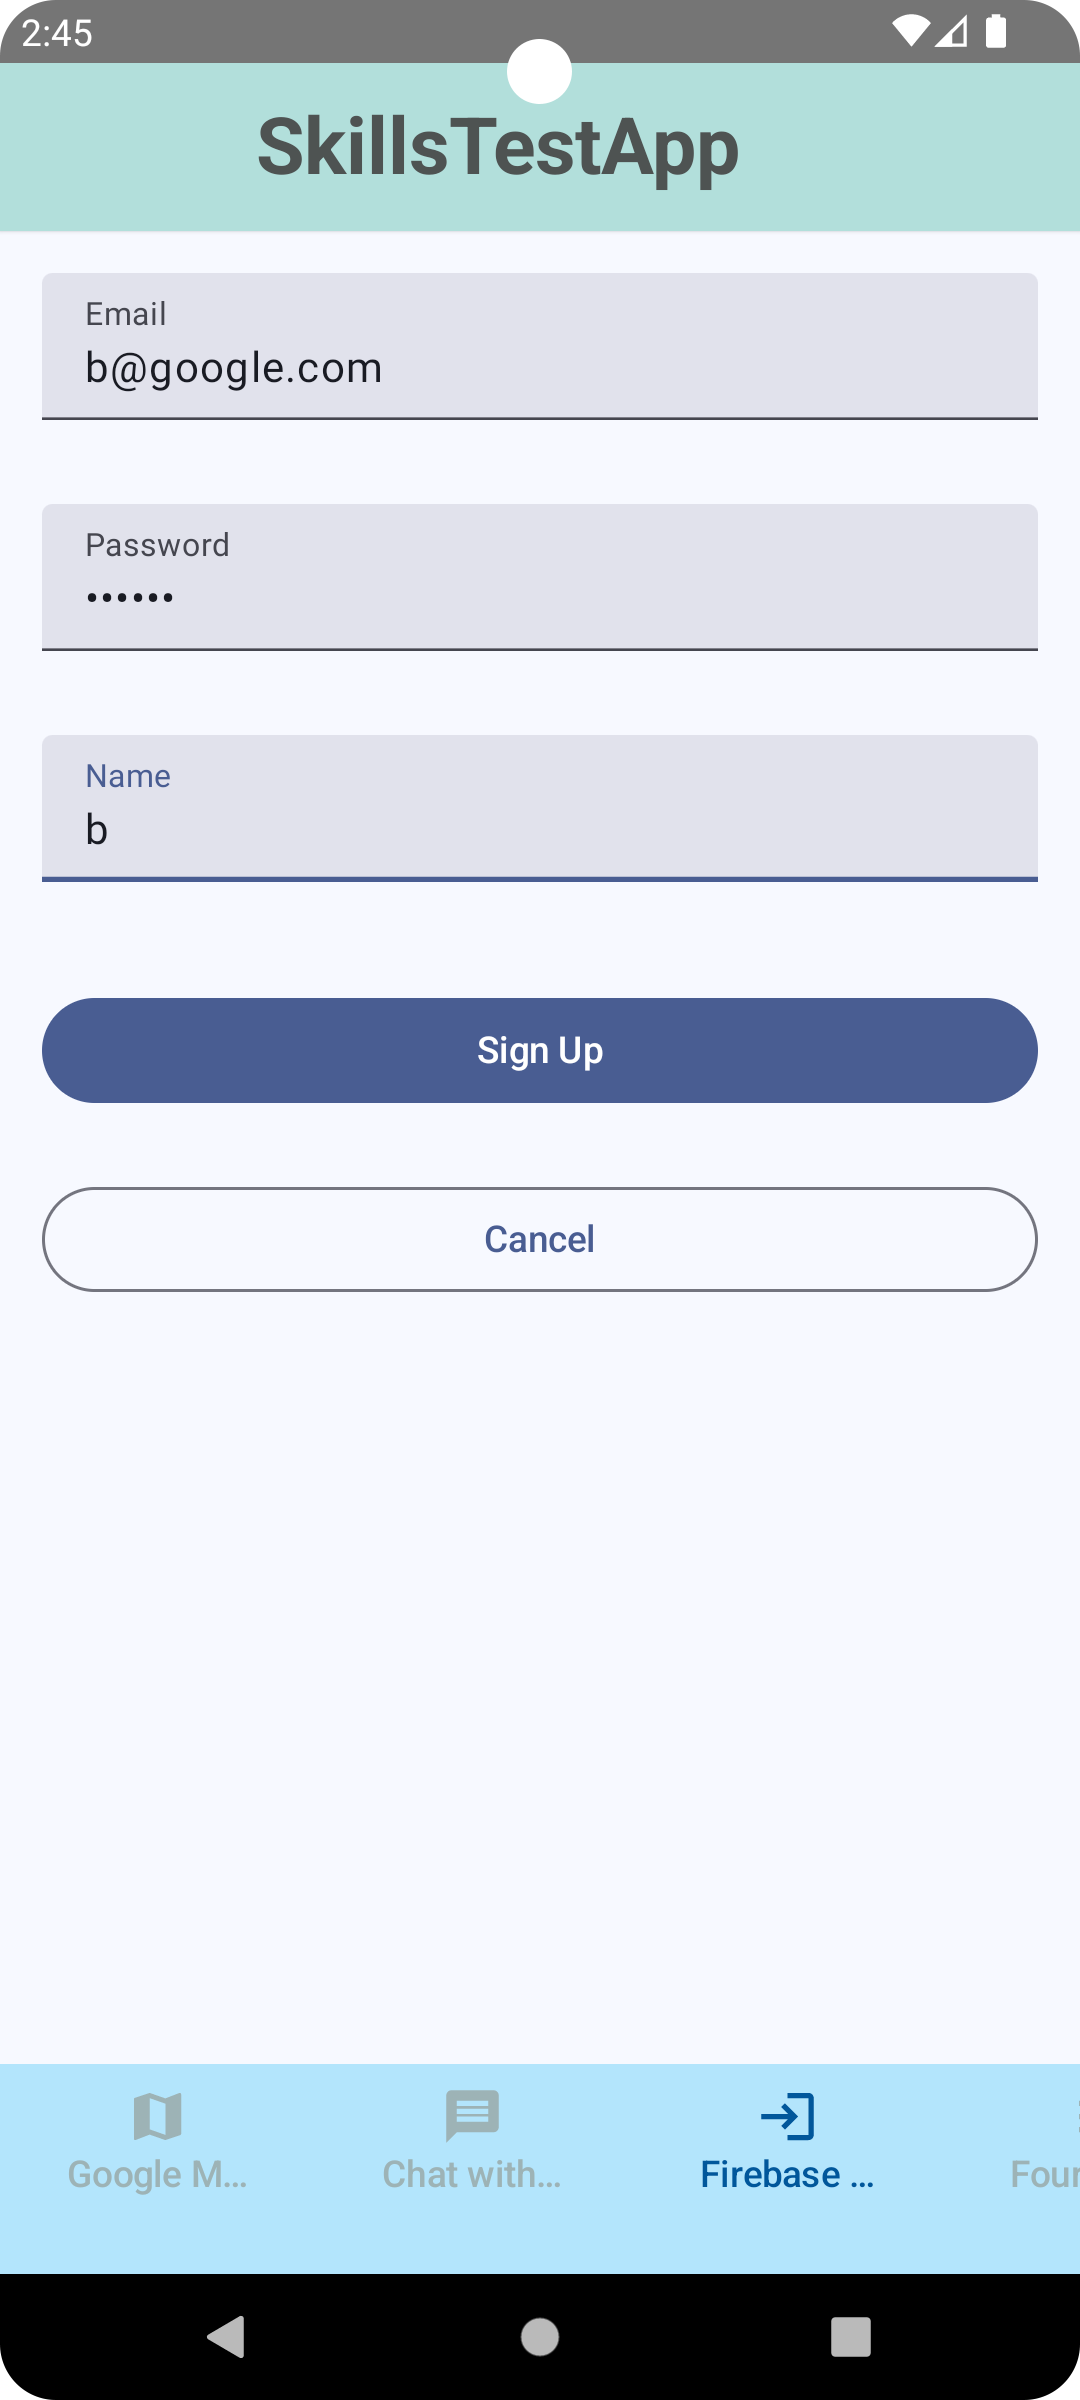 2:45
SkillsTestApp
Email
b@google.com
Password
••••••
Name
b
Sign Up
Cancel
Google M...
Chat with...
Firebase ...
Four